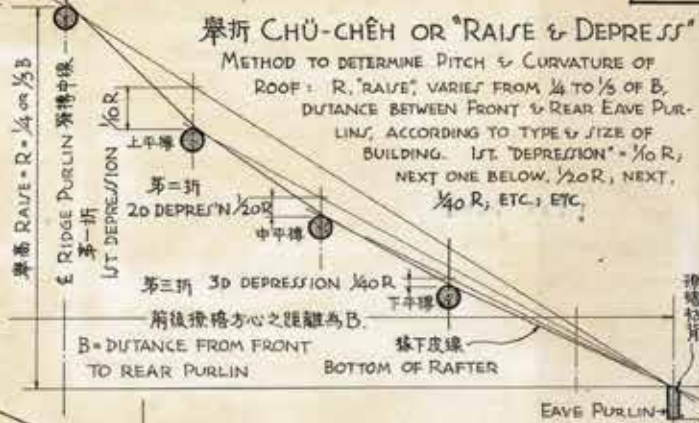 舉折 CHÜ-CHÊH OR "RAISE & DEPRESS"
METHOD TO DETERMINE PITCH & CURVATURE OF
ROOF: R, "RAISE", VARIES FROM ¼ TO ⅓ OF B,
DISTANCE BETWEEN FRONT & REAR EAVE PUR-
LINS, ACCORDING TO TYPE & SIZE OF
BUILDING. 1ST. "DEPRESSION" = 1/10 R;
NEXT ONE BELOW, 1/20 R; NEXT,
1/40 R; ETC.; ETC.
舉高 RAISE = R = ¼ OR ⅓ B
℄ RIDGE PURLIN 脊槫中線
第一折
1ST DEPRESSION 1/10 R
上平槫
第二折
2D DEPRES'N 1/20 R
中平槫
第三折 3D DEPRESSION 1/40 R
下平槫
前後橑檐方心之距離為B.
B = DISTANCE FROM FRONT
TO REAR PURLIN
椽下皮線
BOTTOM OF RAFTER
EAVE PURLIN